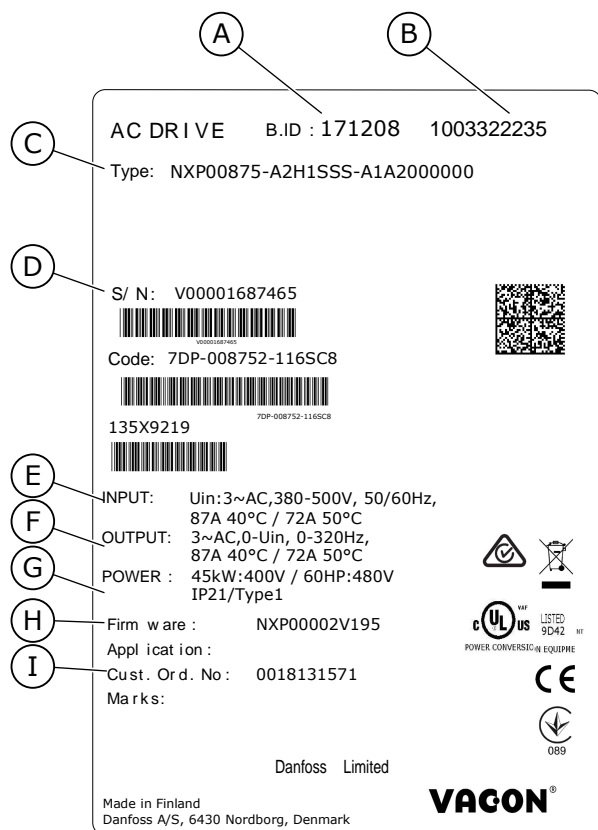 A
B
AC DRIVE B.ID : 171208 1003322235
C
Type: NXP00875-A2H1SSS-A1A2000000
D
S/ N: V00001687465
V00001687465
Code: 7DP-008752-116SC8
7DP-008752-116SC8
135X9219
E
INPUT: Uin:3~AC,380-500V, 50/60Hz,
87A 40°C / 72A 50°C
F
OUTPUT: 3~AC,0-Uin, 0-320Hz,
87A 40°C / 72A 50°C
G
POWER : 45kW:400V / 60HP:480V
IP21/Type1
H
Firm ware : NXP00002V195
Application :
I
Cust. Ord. No : 0018131571
Marks:
c UL US VAF LISTED
9D42 NT
POWER CONVERSION EQUIPME
CE
089
Danfoss Limited
Made in Finland
Danfoss A/S, 6430 Nordborg, Denmark
VACON®